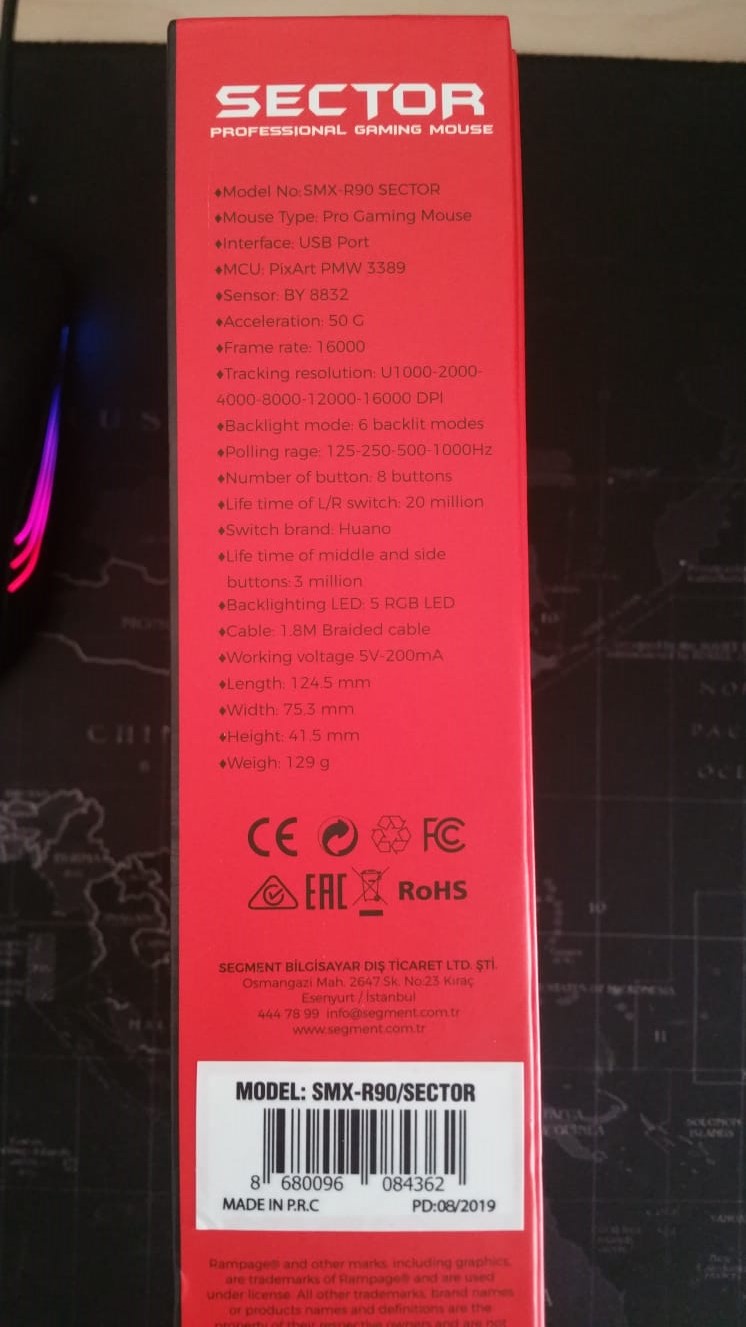 SECTOR
PROFESSIONAL GAMING MOUSE
♦Model No: SMX-R90 SECTOR
♦Mouse Type: Pro Gaming Mouse
♦Interface: USB Port
♦MCU: PixArt PMW 3389
♦Sensor: BY 8832
♦Acceleration: 50 G
♦Frame rate: 16000
♦Tracking resolution: U1000-2000-
4000-8000-12000-16000 DPI
♦Backlight mode: 6 backlit modes
♦Polling rage: 125-250-500-1000Hz
♦Number of button: 8 buttons
♦Life time of L/R switch: 20 million
♦Switch brand: Huano
♦Life time of middle and side
buttons: 3 million
♦Backlighting LED: 5 RGB LED
♦Cable: 1.8M Braided cable
♦Working voltage 5V-200mA
♦Length: 124.5 mm
♦Width: 75.3 mm
♦Height: 41.5 mm
♦Weigh: 129 g
CE FC
EAC RoHS
SEGMENT BİLGİSAYAR DIŞ TİCARET LTD. ŞTİ.
Osmangazi Mah. 2647.Sk. No:23 Kıraç
Esenyurt / İstanbul
444 78 99 info@segment.com.tr
www.segment.com.tr
MODEL: SMX-R90/SECTOR
8 680096 084362
MADE IN P.R.C PD:08/2019
Rampage® and other marks, including graphics,
are trademarks of Rampage® and are used
under license. All other trademarks, brand names
or products names and definitions are the
property of their respective owners and are not